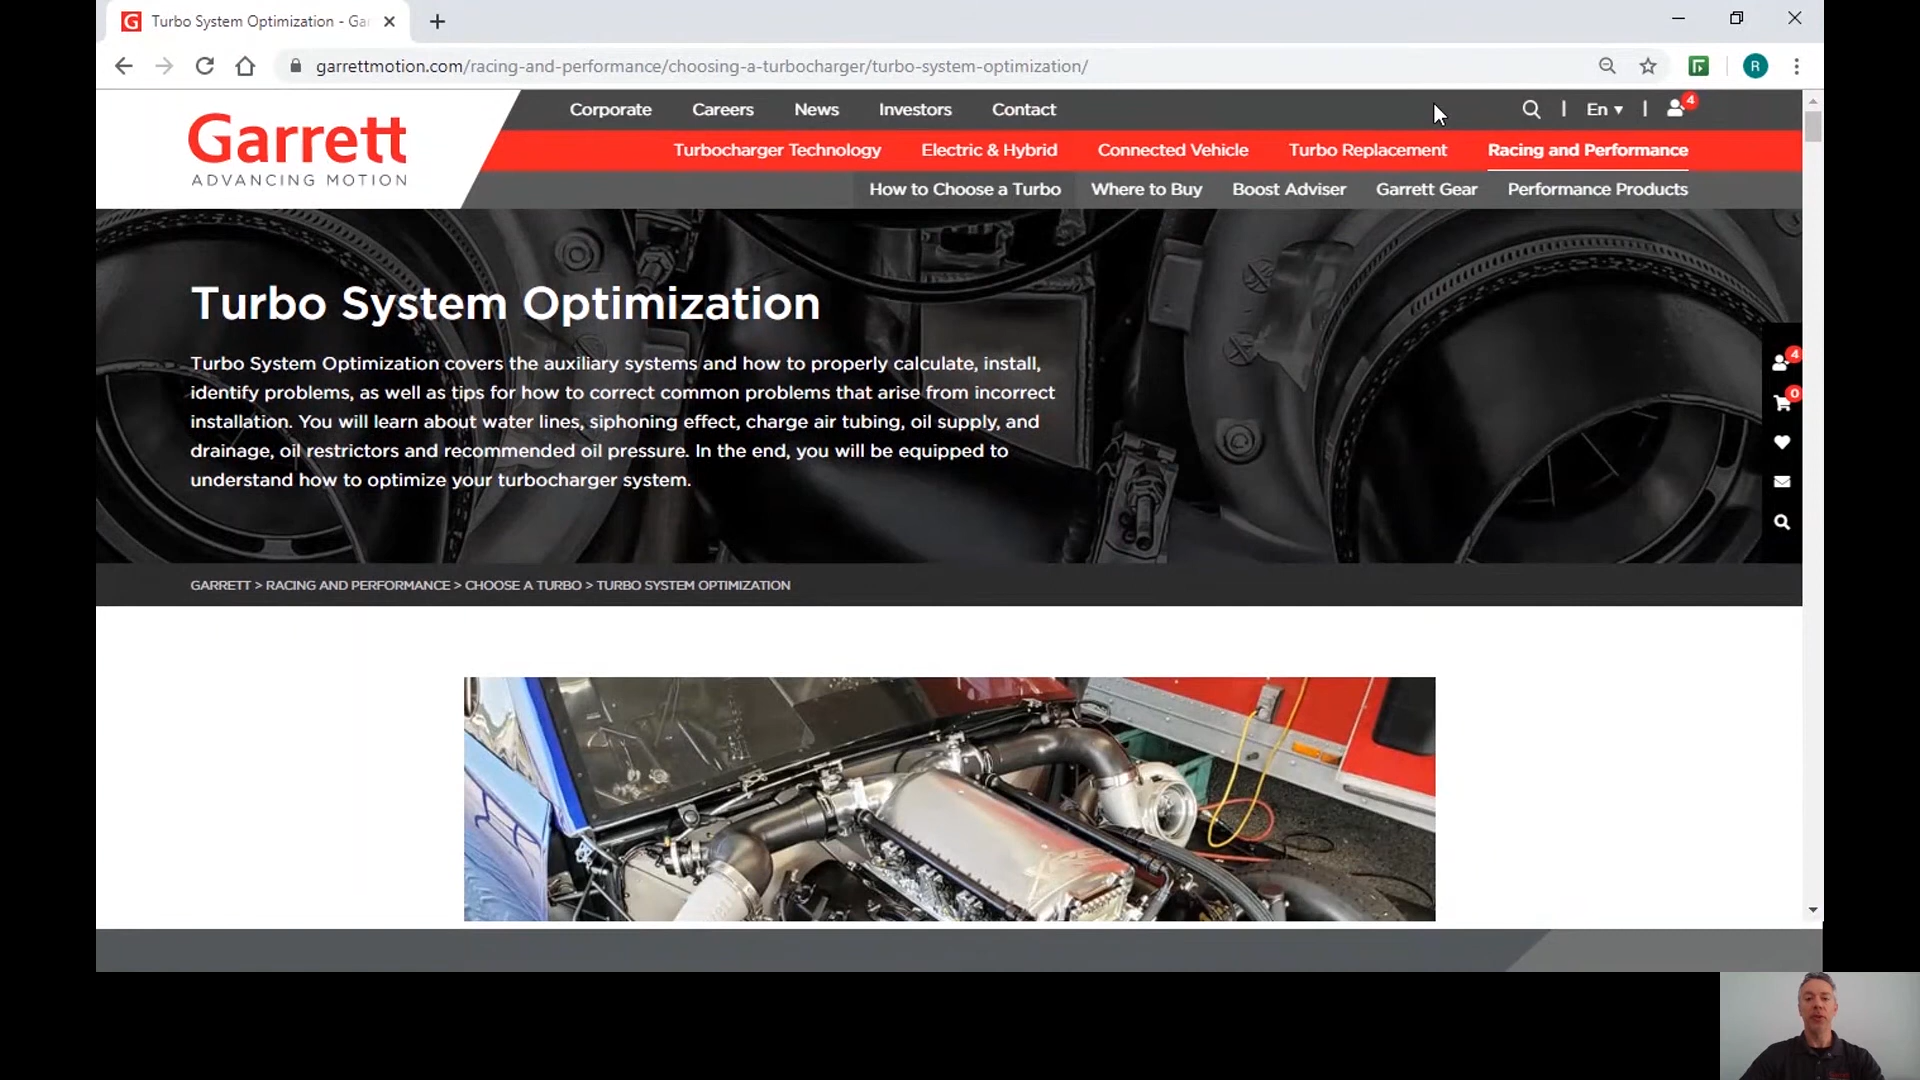 Turbo System Optimization - Ga
garrettmotion.com/racing-and-performance/choosing-a-turbocharger/turbo-system-optimization/
R
Garrett
ADVANCING MOTION
Corporate Careers News Investors Contact
En
4
Turbocharger Technology Electric & Hybrid Connected Vehicle Turbo Replacement Racing and Performance
How to Choose a Turbo Where to Buy Boost Adviser Garrett Gear Performance Products
Turbo System Optimization
Turbo System Optimization covers the auxiliary systems and how to properly calculate, install,
identify problems, as well as tips for how to correct common problems that arise from incorrect
installation. You will learn about water lines, siphoning effect, charge air tubing, oil supply, and
drainage, oil restrictors and recommended oil pressure. In the end, you will be equipped to
understand how to optimize your turbocharger system.
4
0
GARRETT > RACING AND PERFORMANCE > CHOOSE A TURBO > TURBO SYSTEM OPTIMIZATION